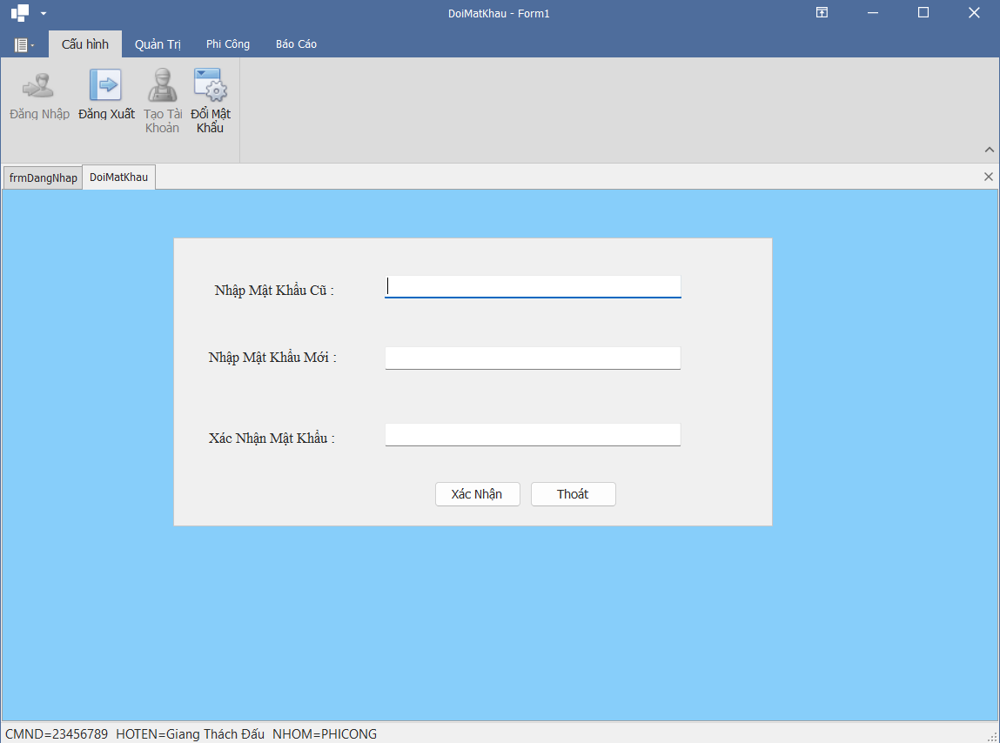 DoiMatKhau - Form1
Cấu hình Quản Trị Phi Công Báo Cáo
Đăng Nhập Đăng Xuất Tạo Tài Khoản Đổi Mật Khẩu
frmDangNhap DoiMatKhau
Nhập Mật Khẩu Cũ :
Nhập Mật Khẩu Mới :
Xác Nhận Mật Khẩu :
Xác Nhận Thoát
CMND=23456789 HOTEN=Giang Thách Đấu NHOM=PHICONG